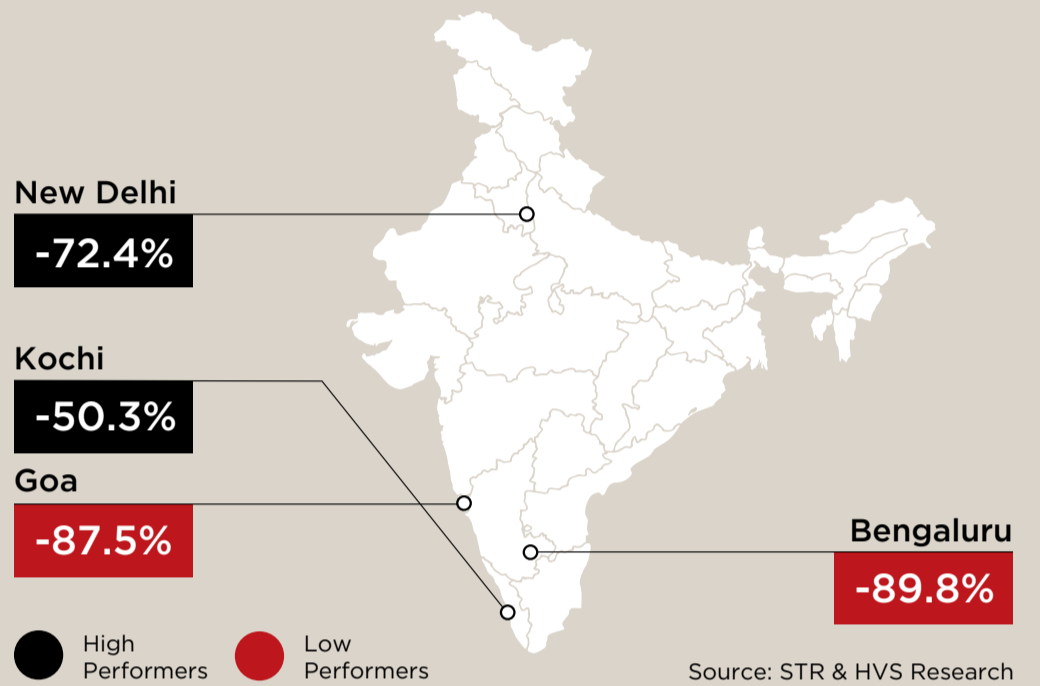 New Delhi
-72.4%
Kochi
-50.3%
Goa
-87.5%
Bengaluru
-89.8%
High
Performers
Low
Performers
Source: STR & HVS Research